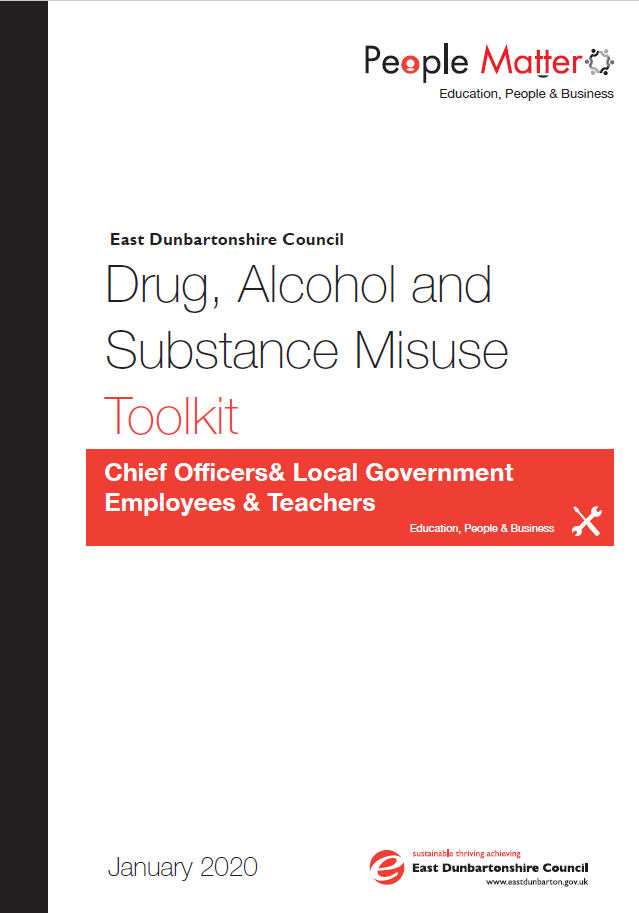 People Matter
Education, People & Business
East Dunbartonshire Council
Drug, Alcohol and
Substance Misuse
Toolkit
Chief Officers& Local Government
Employees & Teachers
Education, People & Business
January 2020
sustainable thriving achieving
East Dunbartonshire Council
www.eastdunbarton.gov.uk